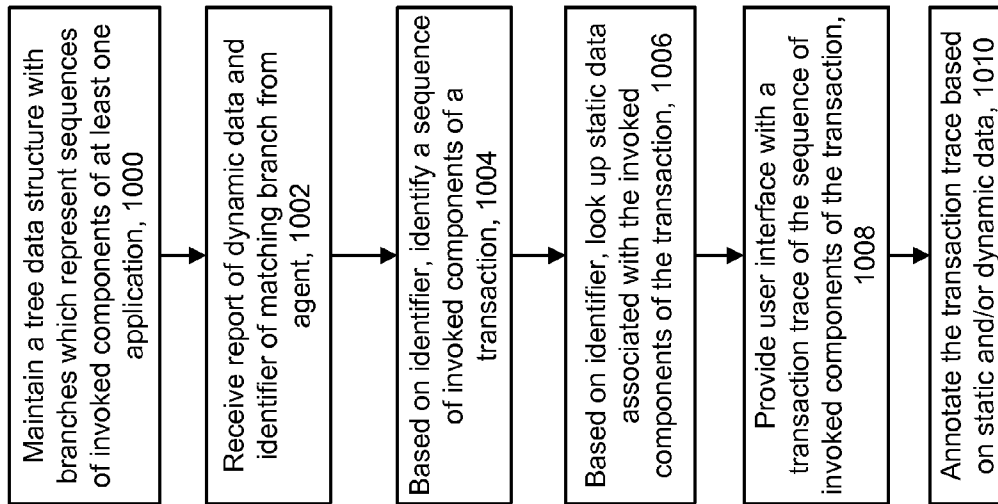 Maintain a tree data structure with
branches which represent sequences
of invoked components of at least one
application, 1000
Receive report of dynamic data and
identifier of matching branch from
agent, 1002
Based on identifier, identify a sequence
of invoked components of a
transaction, 1004
Based on identifier, look up static data
associated with the invoked
components of the transaction, 1006
Provide user interface with a
transaction trace of the sequence of
invoked components of the transaction,
1008
Annotate the transaction trace based
on static and/or dynamic data, 1010